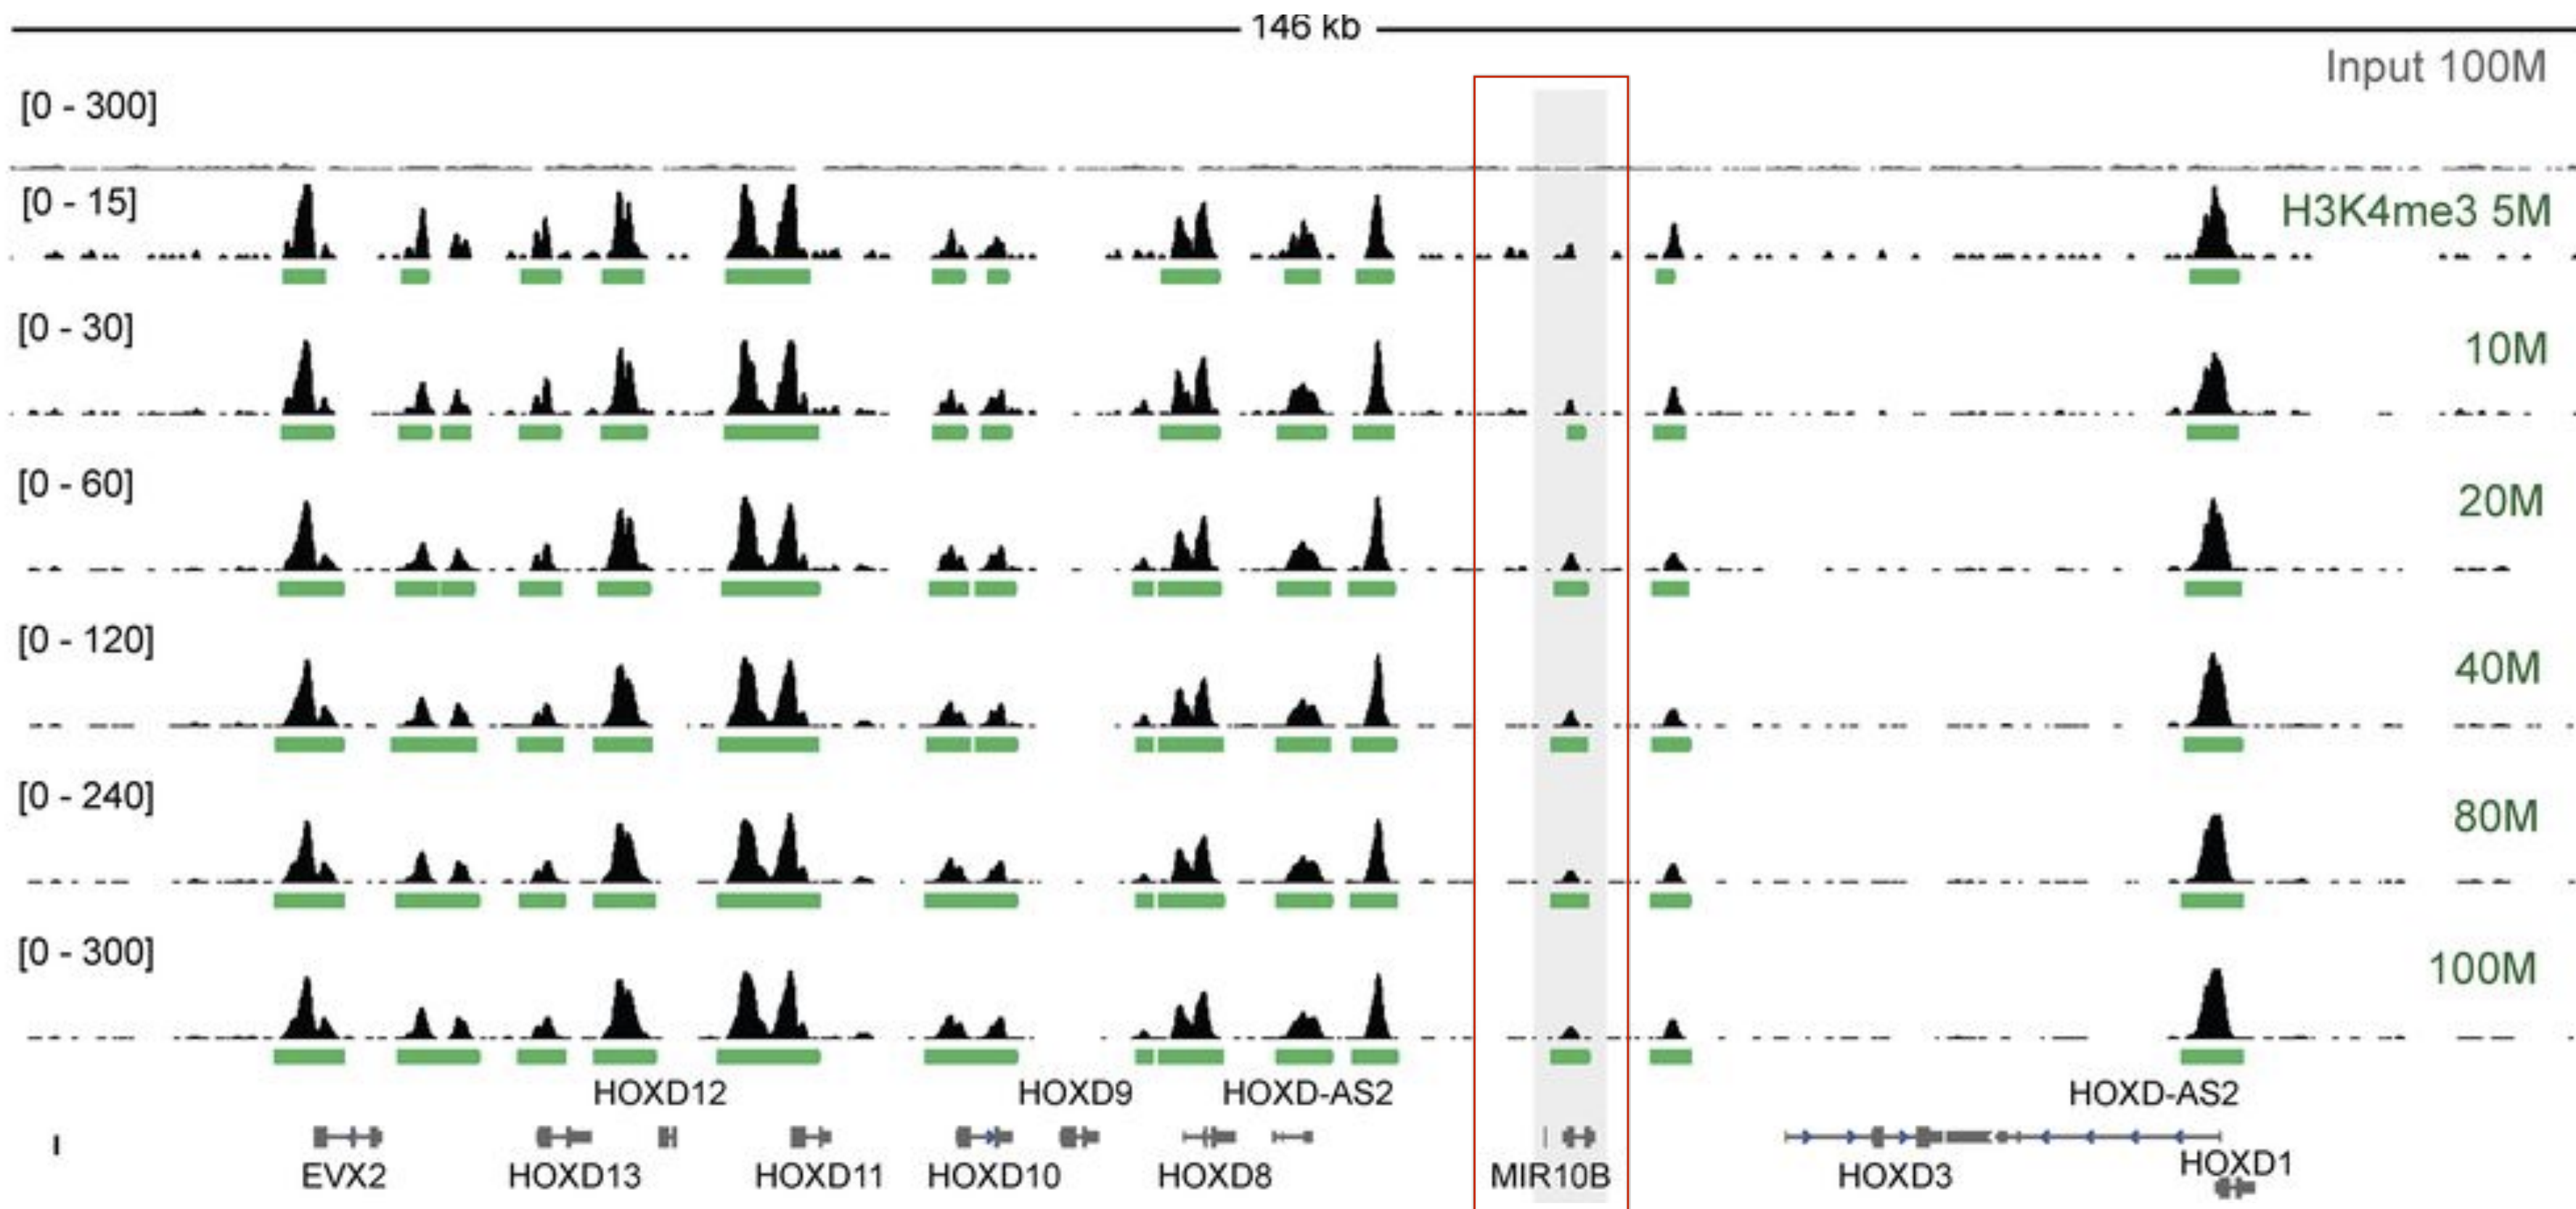 146 kb
Input 100M
[0 - 300]
[0 - 15]
H3K4me3 5M
[0 - 30]
10M
[0 - 60]
20M
[0 - 120]
40M
[0 - 240]
80M
[0 - 300]
100M
HOXD12 HOXD9 HOXD-AS2 HOXD-AS2
EVX2 HOXD13 HOXD11 HOXD10 HOXD8 MIR10B HOXD3 HOXD1